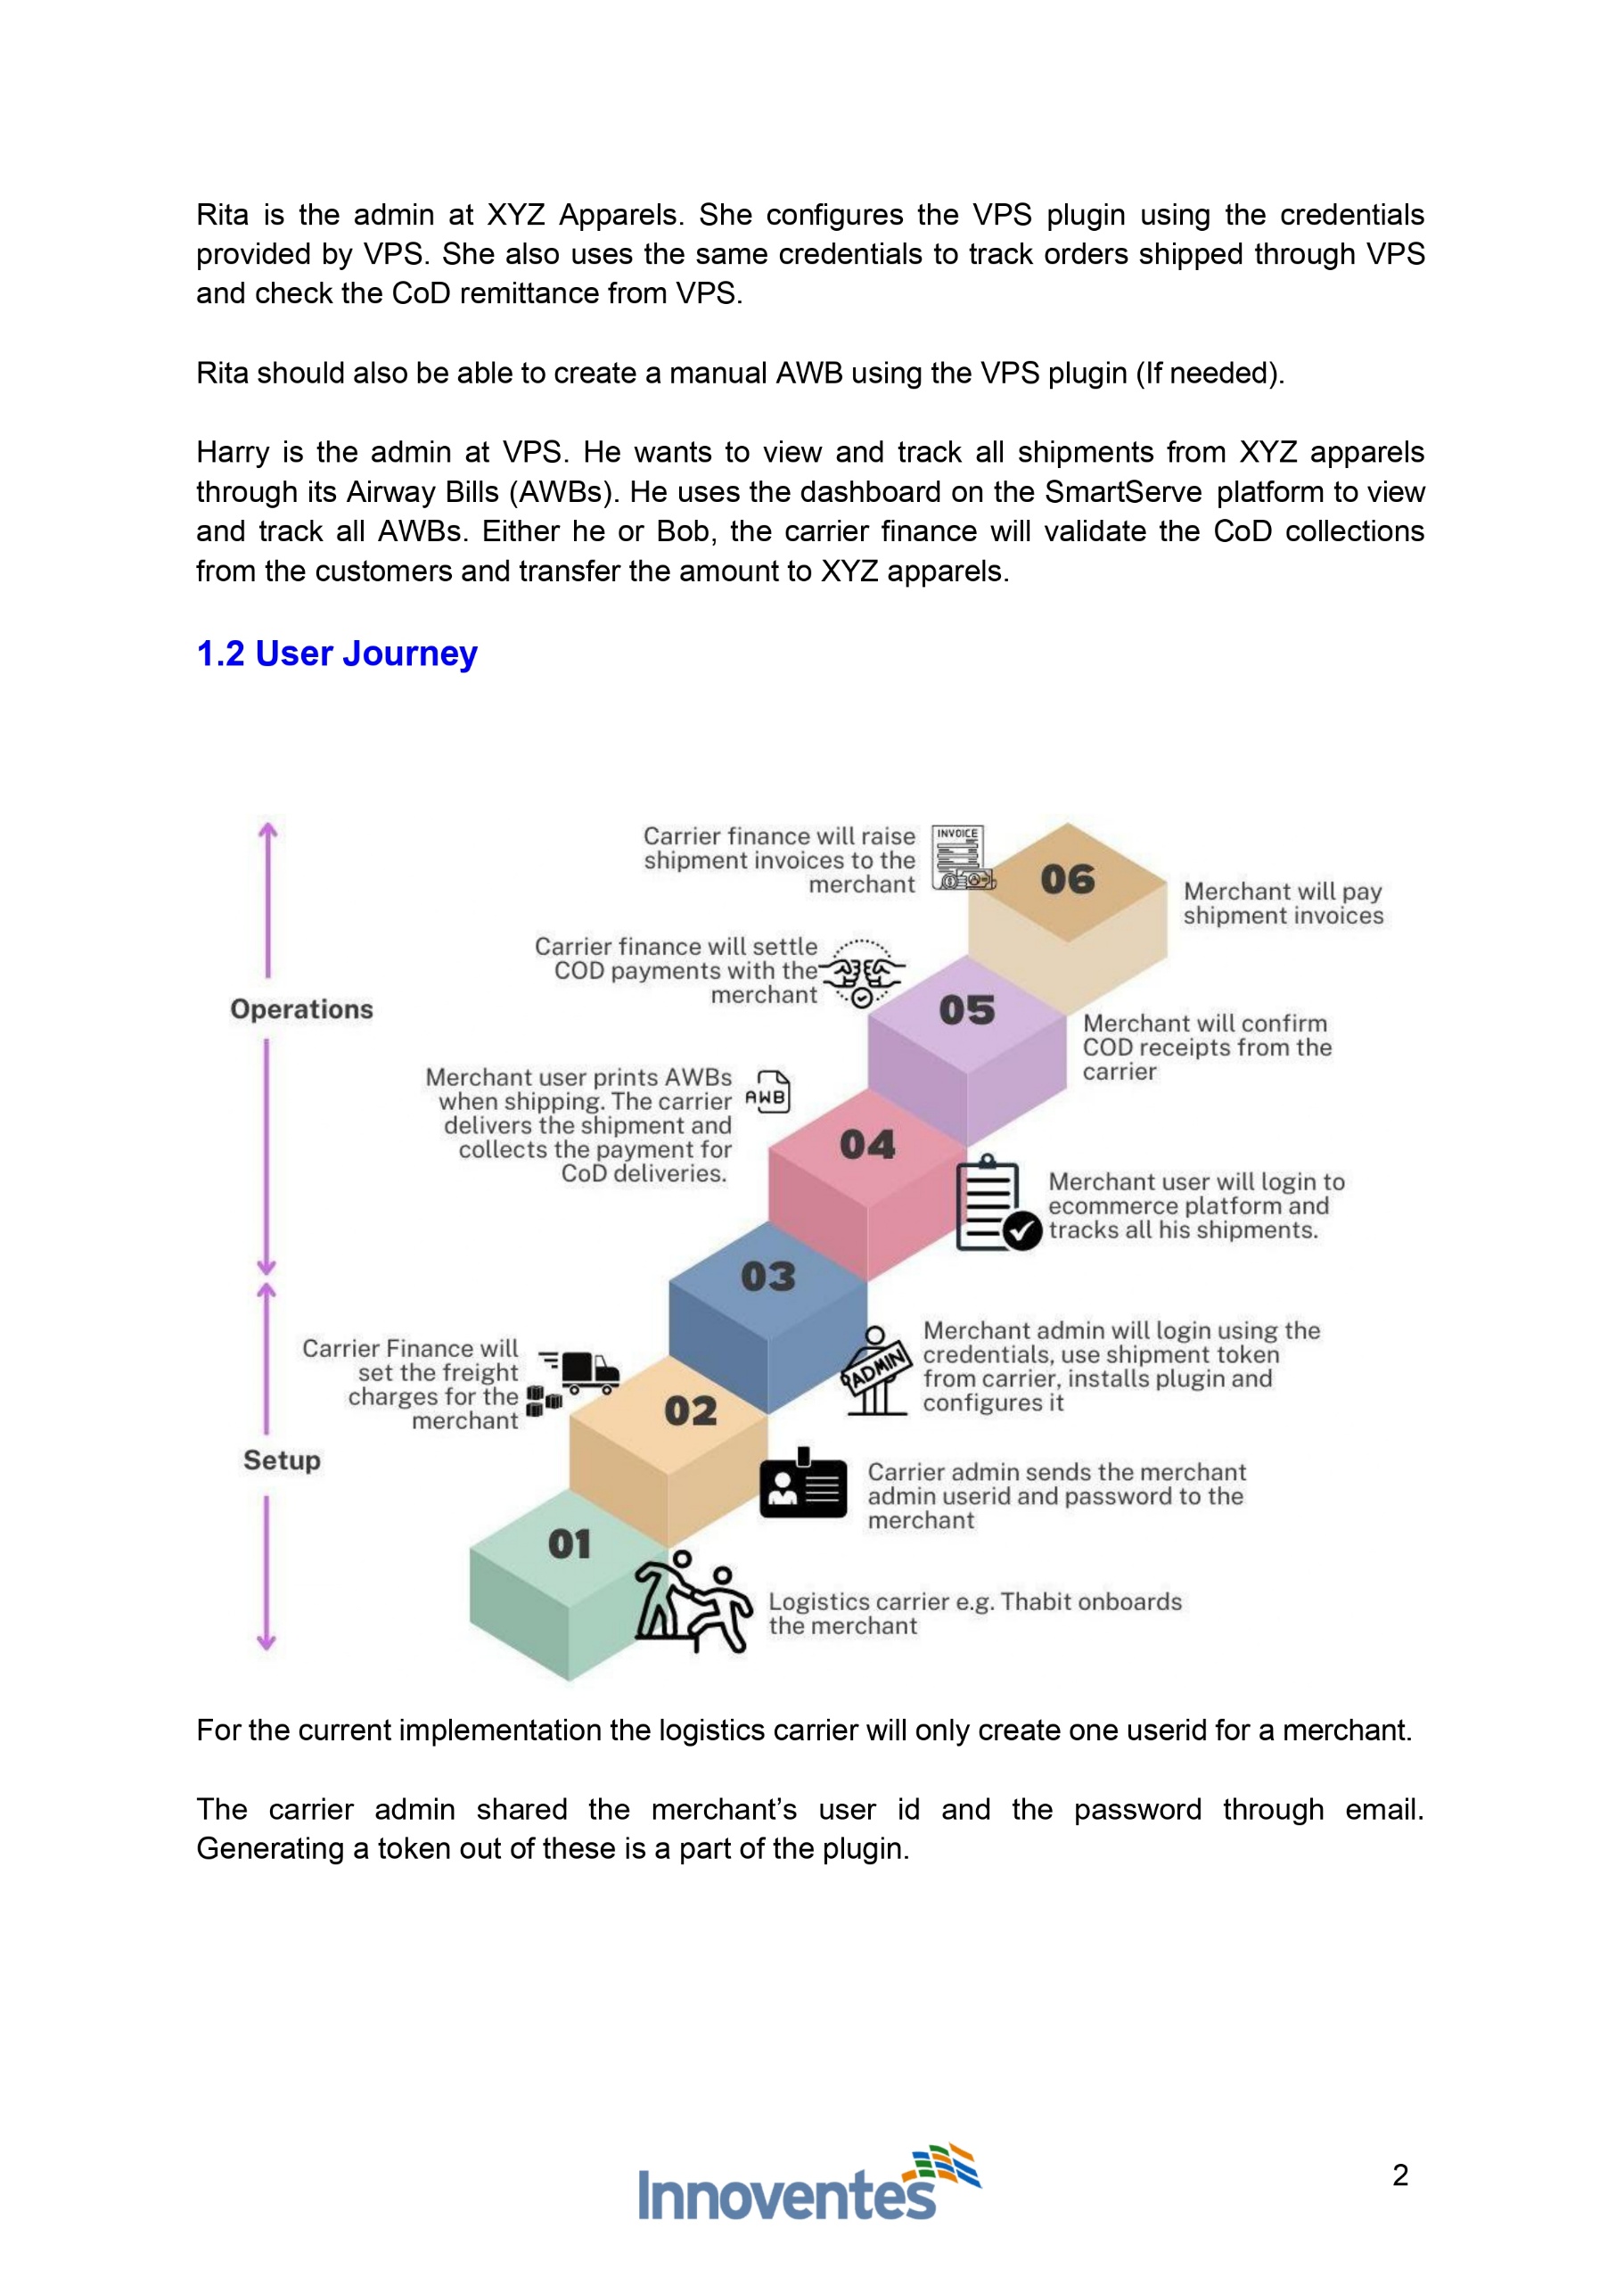 Rita is the admin at XYZ Apparels. She configures the VPS plugin using the credentials
provided by VPS. She also uses the same credentials to track orders shipped through VPS
and check the CoD remittance from VPS.
Rita should also be able to create a manual AWB using the VPS plugin (If needed).
Harry is the admin at VPS. He wants to view and track all shipments from XYZ apparels
through its Airway Bills (AWBs). He uses the dashboard on the SmartServe platform to view
and track all AWBs. Either he or Bob, the carrier finance will validate the CoD collections
from the customers and transfer the amount to XYZ apparels.
1.2 User Journey
Carrier finance will raise
shipment invoices to the
merchant
INVOICE
06
Merchant will pay
shipment invoices
Carrier finance will settle
COD payments with the
merchant
05
Operations
Merchant will confirm
COD receipts from the
carrier
Merchant user prints AWBs
when shipping. The carrier
delivers the shipment and
collects the payment for
CoD deliveries.
AWB
04
Merchant user will login to
ecommerce platform and
tracks all his shipments.
03
Carrier Finance will
set the freight
charges for the
merchant
ADMIN
Merchant admin will login using the
credentials, use shipment token
from carrier, installs plugin and
configures it
02
Setup
Carrier admin sends the merchant
admin userid and password to the
merchant
01
Logistics carrier e.g. Thabit onboards
the merchant
For the current implementation the logistics carrier will only create one userid for a merchant.
The carrier admin shared the merchant’s user id and the password through email.
Generating a token out of these is a part of the plugin.
Innoventes
2